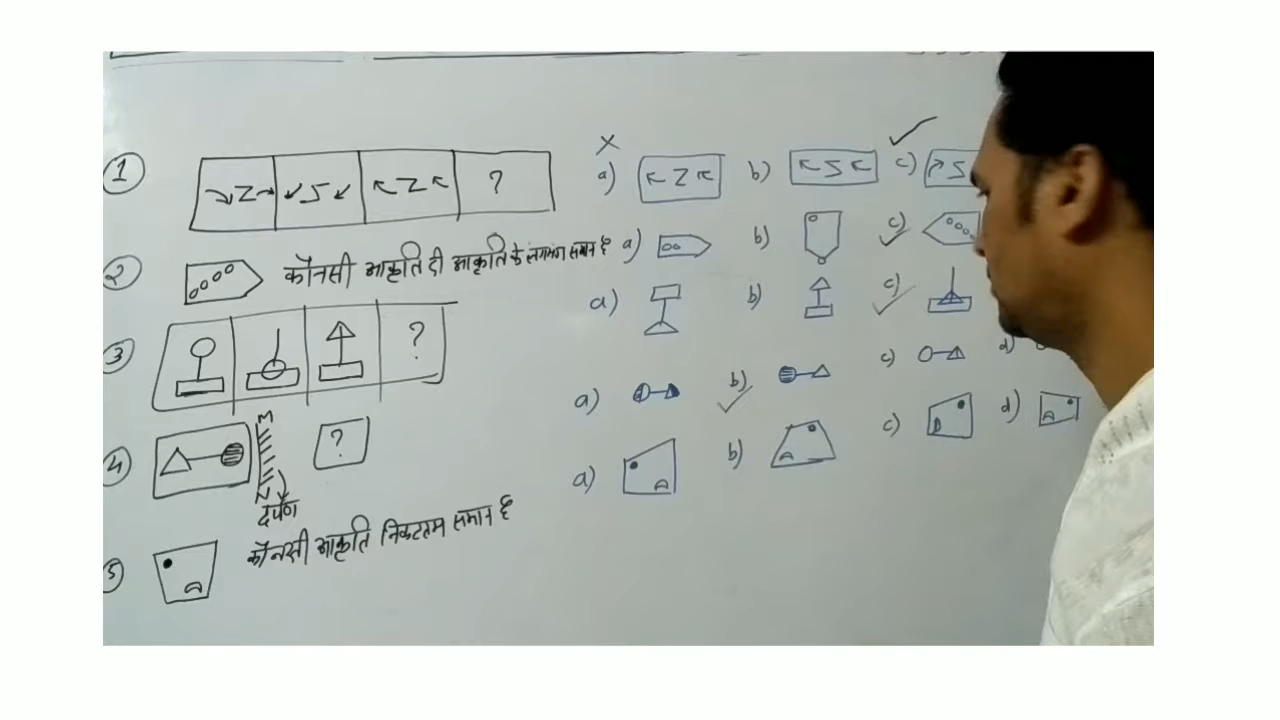 1 Z S Z ? a) Z b) S c) S
2 कौनसी आकृति दी आकृति के लगभग समान है a) b) c)
3 ? a) b) c)
4 M ? a) b) c) d)
N
दर्पण
5 कौनसी आकृति निकटतम समान है a) b) c) d)